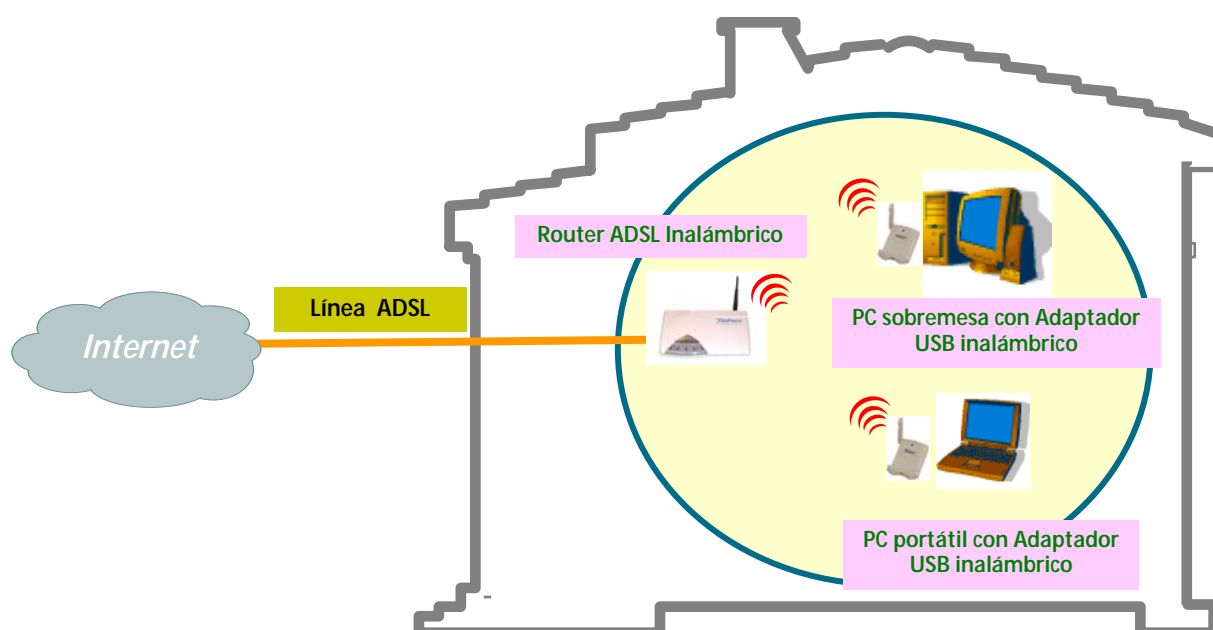 Router ADSL Inalámbrico
Línea ADSL
Internet
PC sobremesa con Adaptador
USB inalámbrico
PC portátil con Adaptador
USB inalámbrico